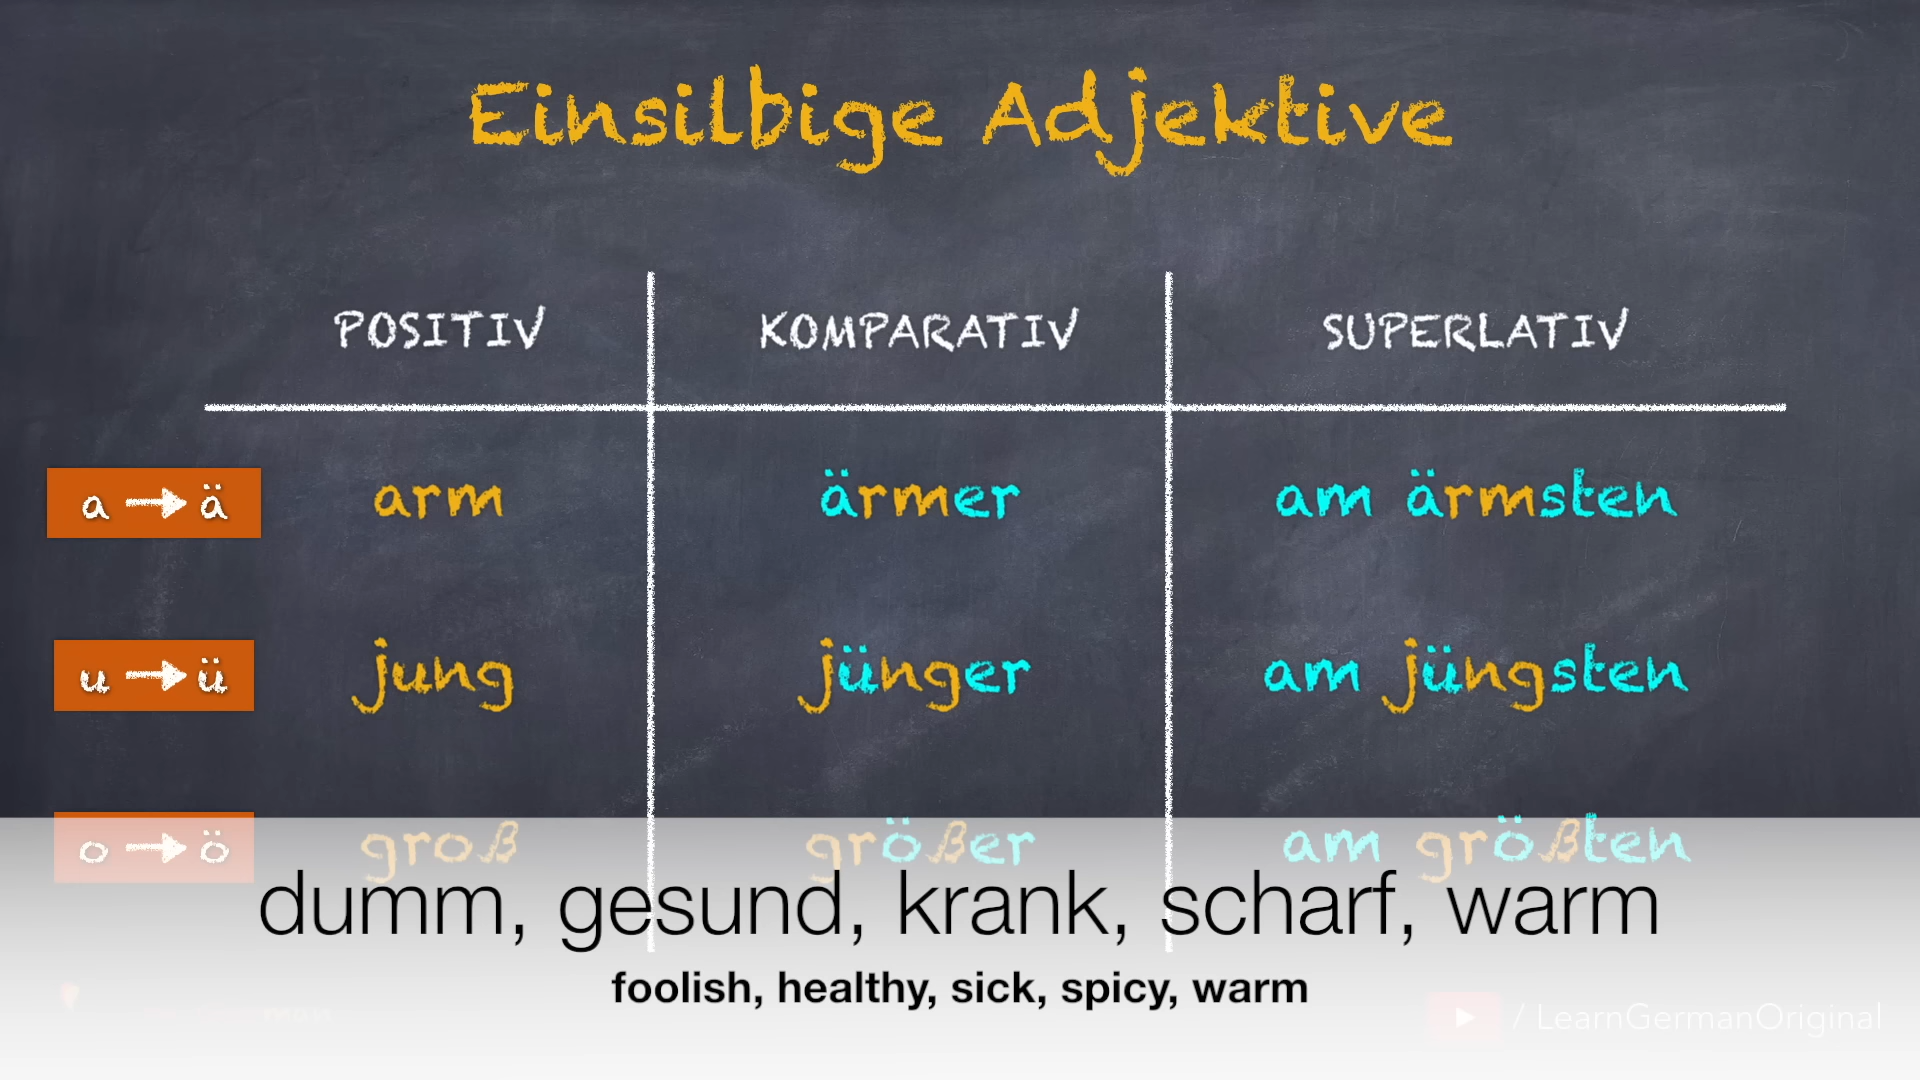 Einsilbige Adjektive
POSITIV KOMPARATIV SUPERLATIV
a → ä arm ärmer am ärmsten
u → ü jung jünger am jüngsten
o → ö groß größer am größten
dumm, gesund, krank, scharf, warm
foolish, healthy, sick, spicy, warm
/ LearnGermanOriginal